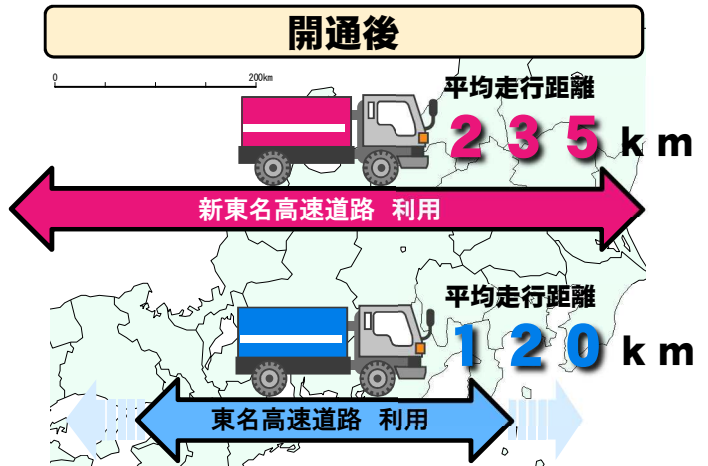 開通後
0 200km
平均走行距離
235km
新東名高速道路 利用
平均走行距離
120km
東名高速道路 利用